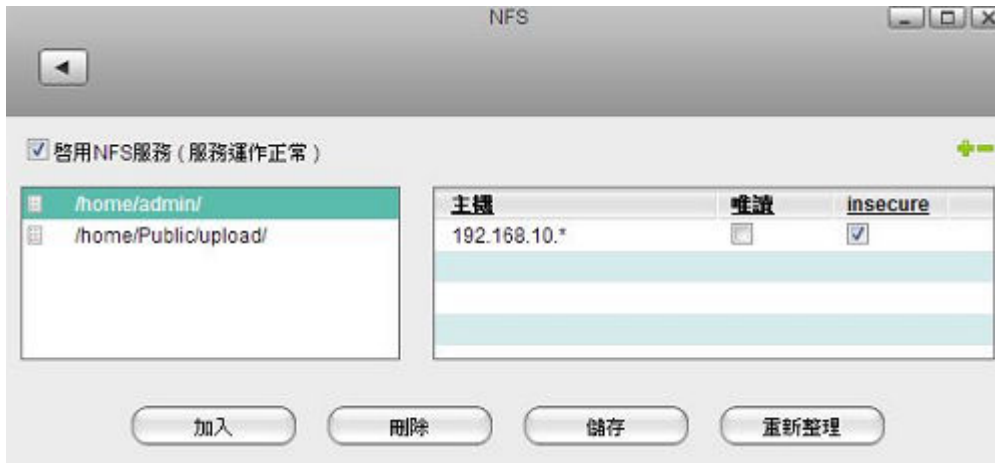 NFS
啓用NFS服務 ( 服務運作正常 )
/home/admin/
/home/Public/upload/
主機 唯讀 insecure
192.168.10.*
加入 刪除 儲存 重新整理